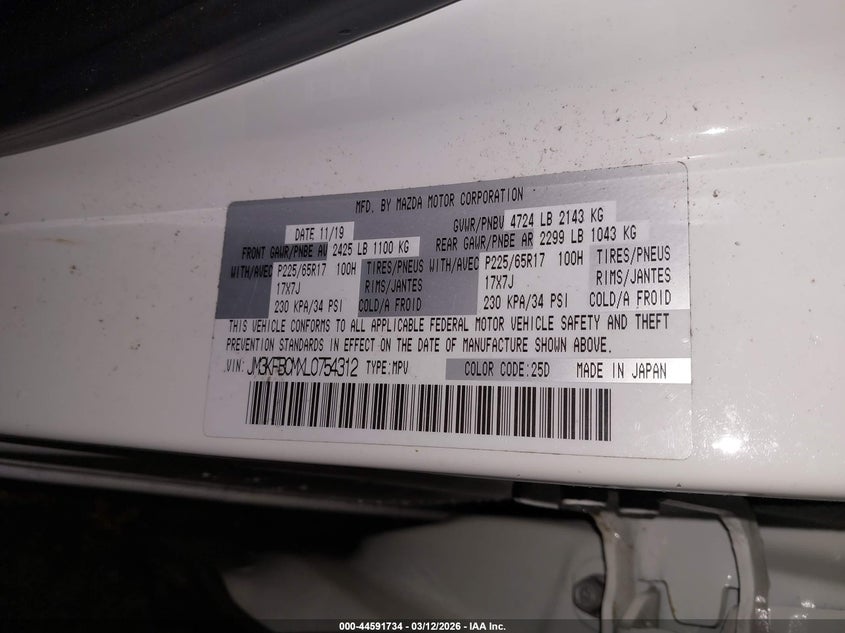 MFD. BY MAZDA MOTOR CORPORATION
DATE 11/19 GVWR/PNBV 4724 LB 2143 KG
FRONT GAWR/PNBE AV 2425 LB 1100 KG REAR GAWR/PNBE AR 2299 LB 1043 KG
WITH/AVEC P225/65R17 100H TIRES/PNEUS WITH/AVEC P225/65R17 100H TIRES/PNEUS
17X7J RIMS/JANTES 17X7J RIMS/JANTES
230 KPA/34 PSI COLD/A FROID 230 KPA/34 PSI COLD/A FROID
THIS VEHICLE CONFORMS TO ALL APPLICABLE FEDERAL MOTOR VEHICLE SAFETY AND THEFT
PREVENTION STANDARDS IN EFFECT ON THE DATE OF MANUFACTURE SHOWN ABOVE.
VIN: JM3KFBCMXL0754312 TYPE:MPV COLOR CODE:25D MADE IN JAPAN
000-44591734 - 03/12/2026 - IAA Inc.